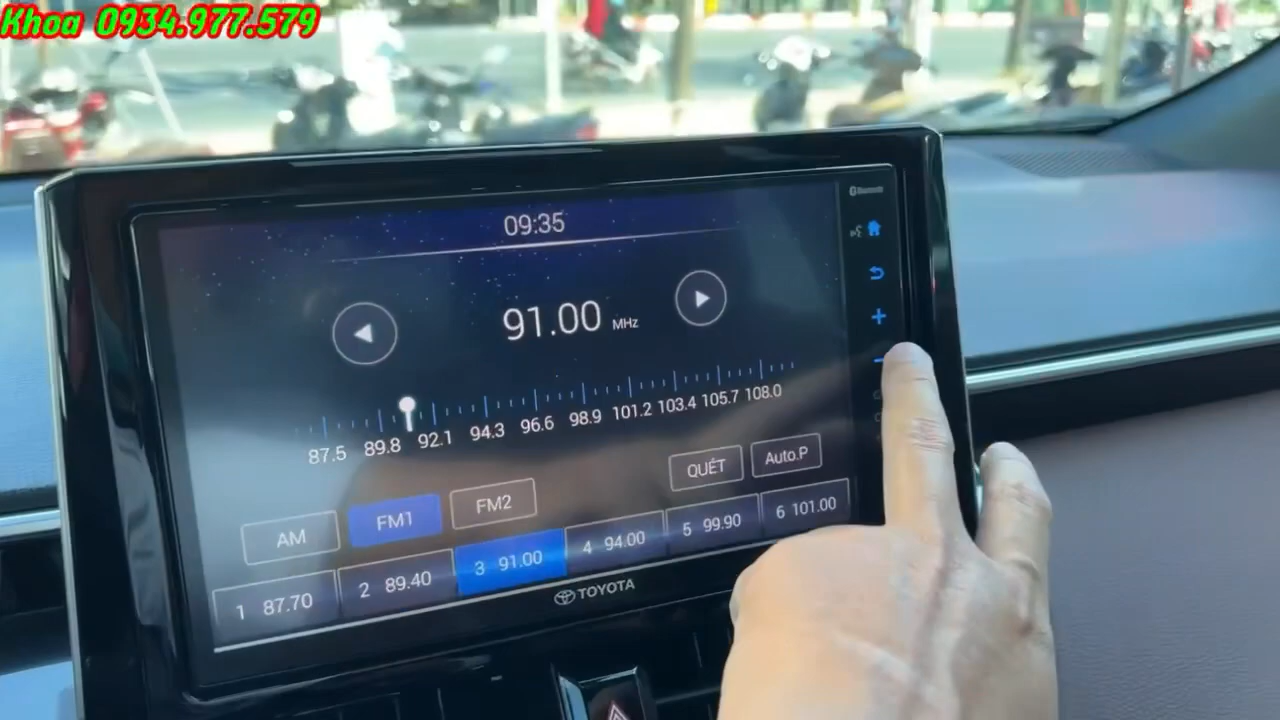 Khoa 0934.977.579
Bluetooth
09:35
91.00 MHz
87.5 89.8 92.1 94.3 96.6 98.9 101.2 103.4 105.7 108.0
QUÉT Auto.P
AM FM1 FM2
1 87.70 2 89.40 3 91.00 4 94.00 5 99.90 6 101.00
TOYOTA